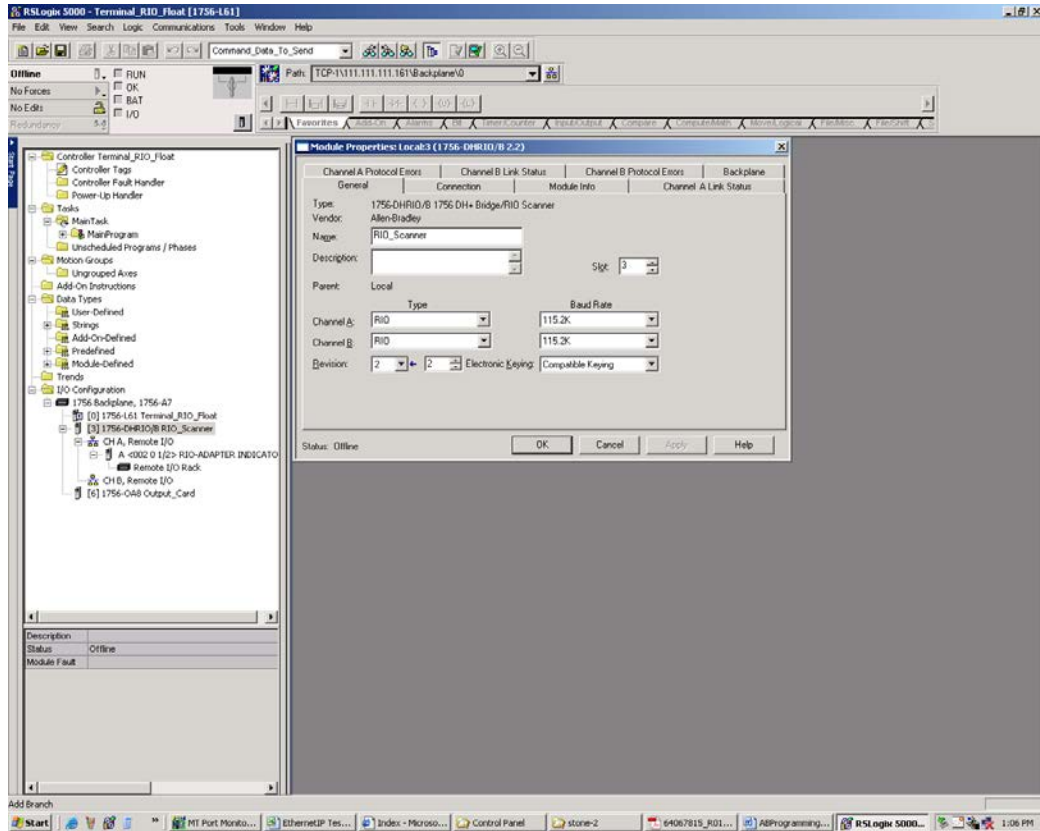 RSLogix 5000 - Terminal_RIO_Float [1756-L61]
File Edit View Search Logic Communications Tools Window Help
Command_Data_To_Send
Offline
RUN
No Forces
OK
BAT
No Edits
I/O
Redundancy
Path: TCP-1\111.111.111.161\Backplane\0
Favorites Add-On Alarms Bit Timer/Counter Input/Output Compare Compute/Math Move/Logical File/Misc. File/Shift
Start Page
Controller Terminal_RIO_Float
Controller Tags
Controller Fault Handler
Power-Up Handler
Tasks
MainTask
MainProgram
Unscheduled Programs / Phases
Motion Groups
Ungrouped Axes
Add-On Instructions
Data Types
User-Defined
Strings
Add-On-Defined
Predefined
Module-Defined
Trends
I/O Configuration
1756 Backplane, 1756-A7
[0] 1756-L61 Terminal_RIO_Float
[3] 1756-DHRIO/B RIO_Scanner
CH A, Remote I/O
A <002 0 1/2> RIO-ADAPTER INDICATO
Remote I/O Rack
CH B, Remote I/O
[6] 1756-OA8 Output_Card
Description
Status Offline
Module Fault
Module Properties: Local:3 (1756-DHRIO/B 2.2)
Channel A Protocol Errors Channel B Link Status Channel B Protocol Errors Backplane
General Connection Module Info Channel A Link Status
Type: 1756-DHRIO/B 1756 DH+ Bridge/RIO Scanner
Vendor: Allen-Bradley
Name: RIO_Scanner
Description:
Slot: 3
Parent: Local
Type Baud Rate
Channel A: RIO 115.2K
Channel B: RIO 115.2K
Revision: 2 2 Electronic Keying: Compatible Keying
Status: Offline OK Cancel Apply Help
Add Branch
Start MT Port Monito... EthernetIP Tes... Index - Microso... Control Panel stone-2 64067815_R01... ABProgramming... RSLogix 5000... 1:06 PM